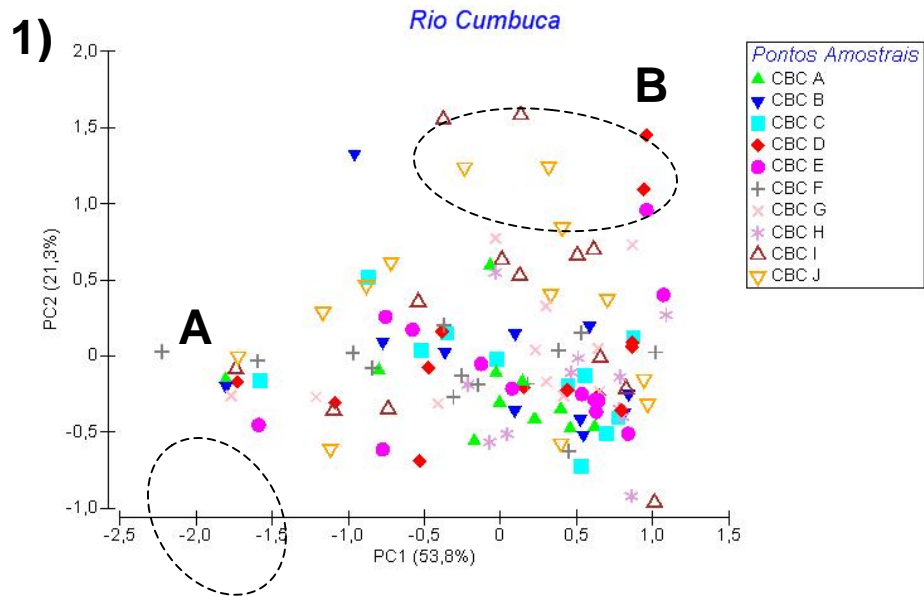 1)
Rio Cumbuca
2,0
1,5
1,0
0,5
0
-0,5
-1,0
PC2 (21,3%)
A
B
-2,5 -2,0 -1,5 -1,0 -0,5 0 0,5 1,0 1,5
PC1 (53,8%)
Pontos Amostrais
CBC A
CBC B
CBC C
CBC D
CBC E
CBC F
CBC G
CBC H
CBC I
CBC J